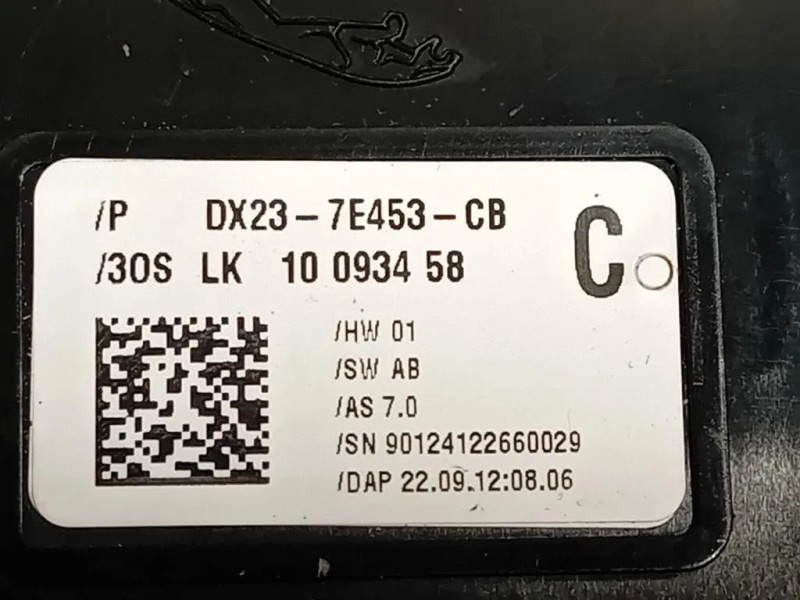 /P DX23-7E453-CB
C
/30S LK 10 0934 58
/HW 01
/SW AB
/AS 7.0
/SN 90124122660029
/DAP 22.09.12:08.06